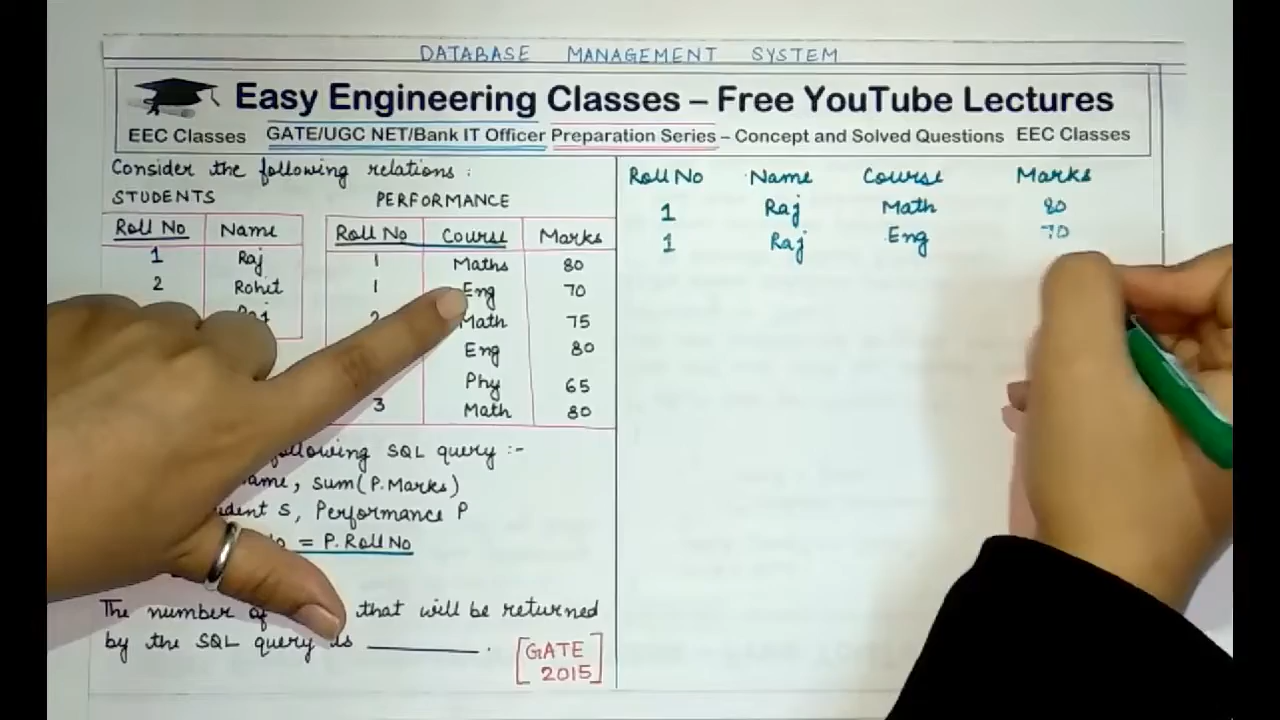 DATABASE MANAGEMENT SYSTEM
Easy Engineering Classes – Free YouTube Lectures
EEC Classes GATE/UGC NET/Bank IT Officer Preparation Series – Concept and Solved Questions EEC Classes
Consider the following relations :
STUDENTS
Roll No Name
1 Raj
2 Rohit
PERFORMANCE
Roll No Course Marks
1 Maths 80
1 Eng 70
Math 75
Eng 80
Phy 65
3 Math 80
following SQL query :-
, Sum(P.Marks)
S, Performance P
= P.RollNo
The number of that will be returned
by the SQL query is ______ .
[GATE
2015]
Roll No Name Course Marks
1 Raj Math 80
1 Raj Eng 70